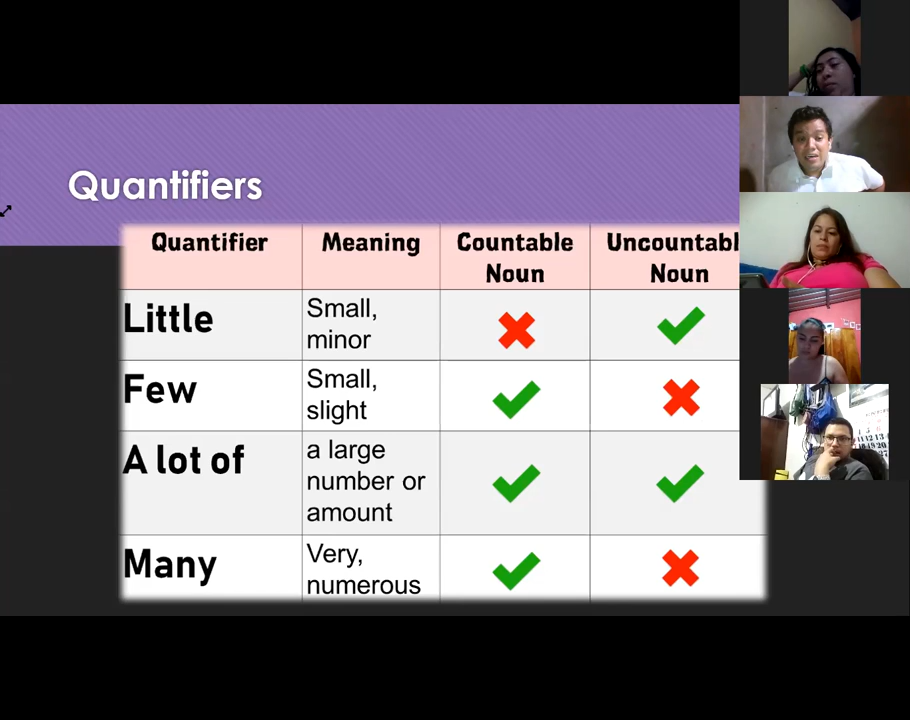 Quantifiers
Quantifier Meaning Countable Uncountabl
Noun Noun
Little Small,
minor
Few Small,
slight
A lot of a large
number or
amount
Many Very,
numerous